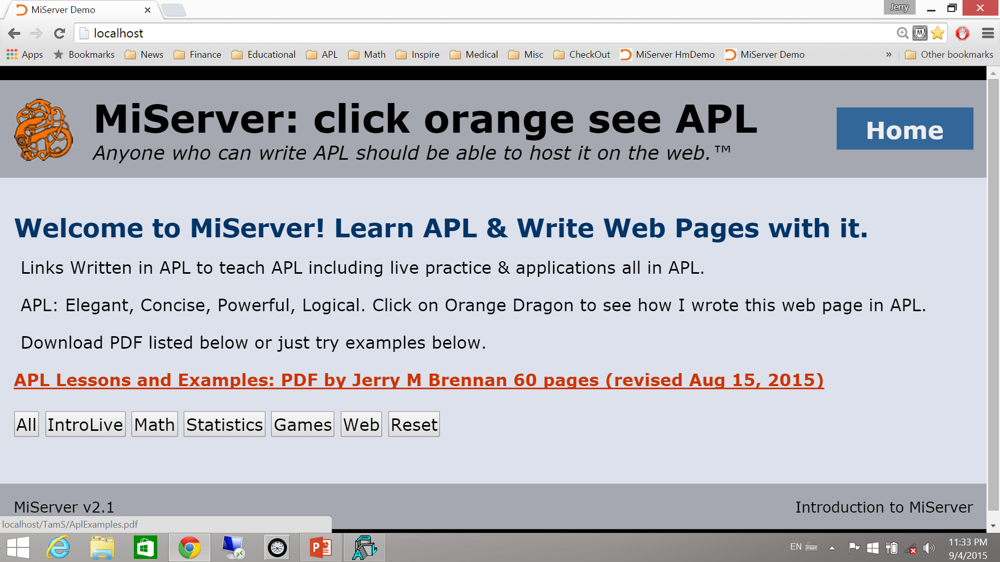 MiServer Demo
Jerry
localhost
Apps Bookmarks News Finance Educational APL Math Inspire Medical Misc CheckOut MiServer HmDemo MiServer Demo » Other bookmarks
MiServer: click orange see APL
Anyone who can write APL should be able to host it on the web.™
Home
Welcome to MiServer! Learn APL & Write Web Pages with it.
Links Written in APL to teach APL including live practice & applications all in APL.
APL: Elegant, Concise, Powerful, Logical. Click on Orange Dragon to see how I wrote this web page in APL.
Download PDF listed below or just try examples below.
APL Lessons and Examples: PDF by Jerry M Brennan 60 pages (revised Aug 15, 2015)
All IntroLive Math Statistics Games Web Reset
MiServer v2.1 Introduction to MiServer
localhost/TamS/AplExamples.pdf
EN
11:33 PM
9/4/2015